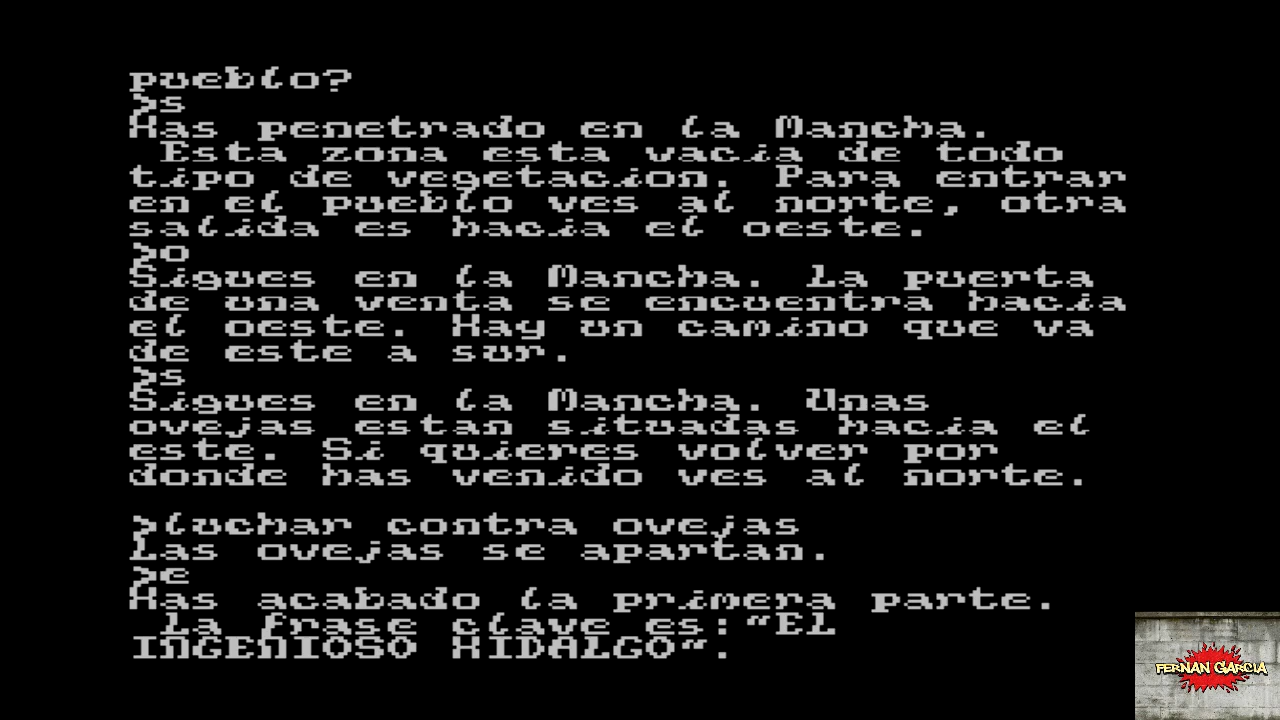 pueblo?
>s
Has penetrado en la Mancha.
Esta zona esta vacia de todo
tipo de vegetacion. Para entrar
en el pueblo ves al norte, otra
salida es hacia el oeste.
>o
Sigues en la Mancha. La puerta
de una venta se encuentra hacia
el oeste. Hay un camino que va
de este a sur.
>s
Sigues en la Mancha. Unas
ovejas estan situadas hacia el
este. Si quieres volver por
donde has venido ves al norte.
>luchar contra ovejas
Las ovejas se apartan.
>e
Has acabado la primera parte.
La frase clave es:"EL
INGENIOSO HIDALGO".
FERNAN GARCIA